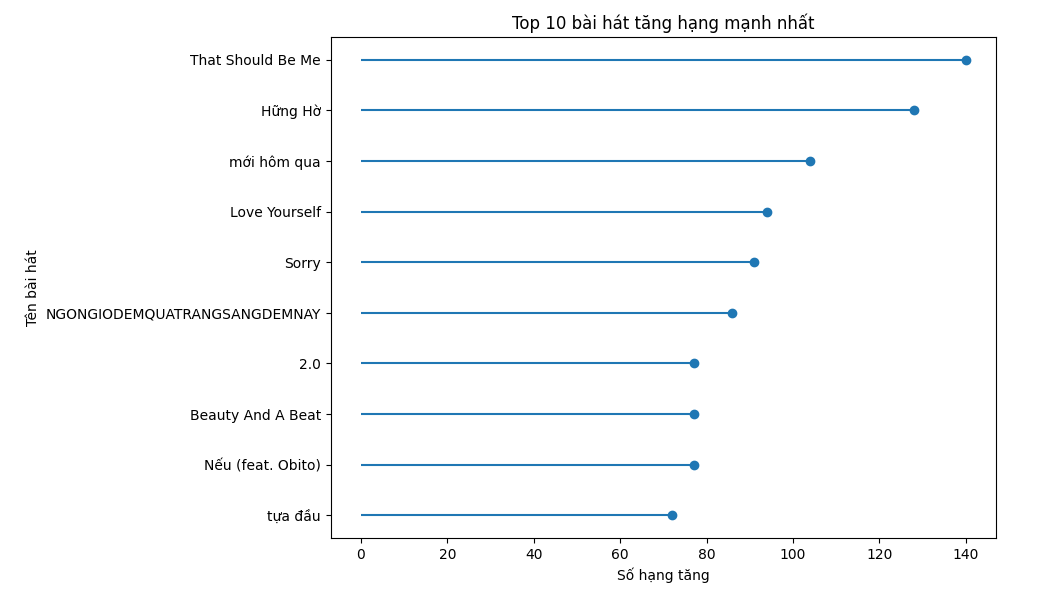 Top 10 bài hát tăng hạng mạnh nhất
Tên bài hát
That Should Be Me
Hững Hờ
mới hôm qua
Love Yourself
Sorry
NGONGIODEMQUATRANGSANGDEMNAY
2.0
Beauty And A Beat
Nếu (feat. Obito)
tựa đầu
0 20 40 60 80 100 120 140
Số hạng tăng